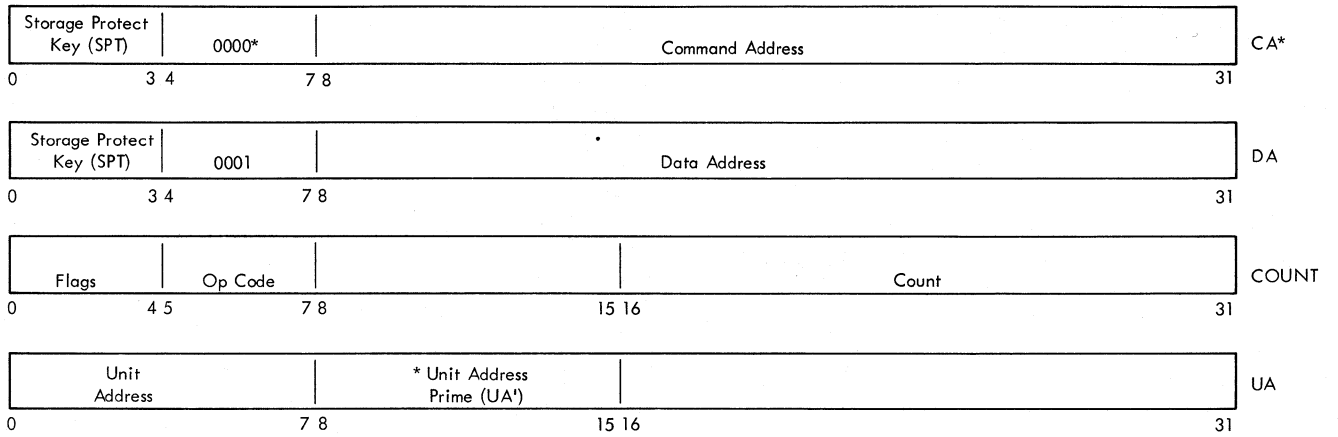 Storage Protect
Key (SPT)
0000*
Command Address
CA*
0 3 4 7 8 31
Storage Protect
Key (SPT)
0001
Data Address
DA
0 3 4 7 8 31
Flags Op Code Count COUNT
0 4 5 7 8 15 16 31
Unit
Address
* Unit Address
Prime (UA')
UA
0 7 8 15 16 31